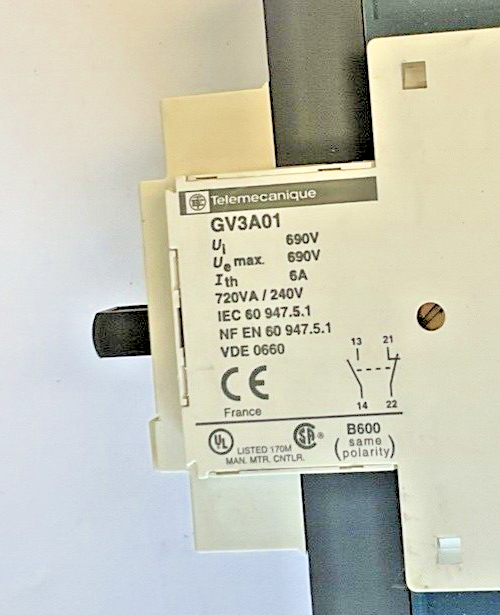 Telemecanique
GV3A01
Ui 690V
Ue max. 690V
Ith 6A
720VA / 240V
IEC 60 947.5.1
NF EN 60 947.5.1
VDE 0660
13 21
14 22
CE
France
UL LISTED 170M
MAN. MTR. CNTLR.
SA ®
B600
(same
polarity)